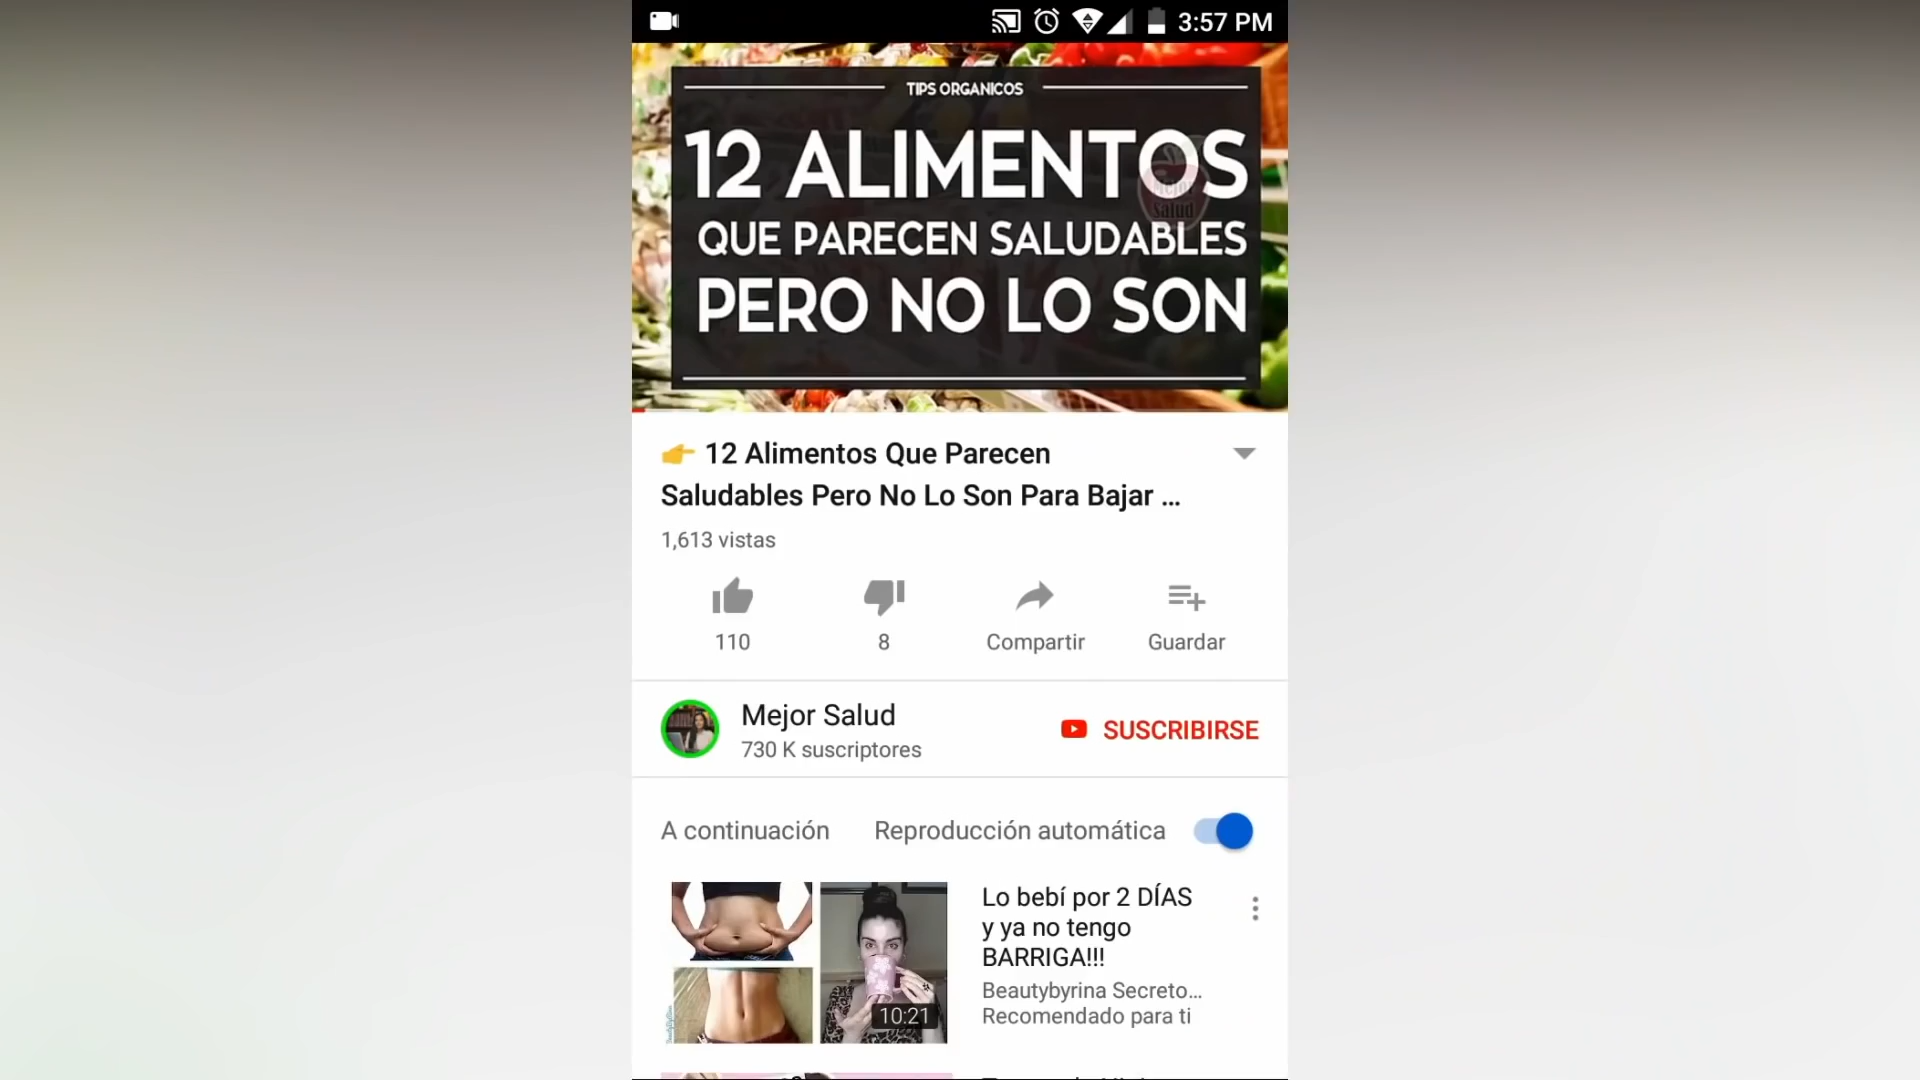 3:57 PM
TIPS ORGANICOS
12 ALIMENTOS
QUE PARECEN SALUDABLES
PERO NO LO SON
Mejor
Salud
👉 12 Alimentos Que Parecen
Saludables Pero No Lo Son Para Bajar ...
1,613 vistas
110
8
Compartir
Guardar
Mejor Salud
730 K suscriptores
SUSCRIBIRSE
A continuación
Reproducción automática
10:21
Lo bebí por 2 DÍAS
y ya no tengo
BARRIGA!!!
Beautybyrina Secreto...
Recomendado para ti